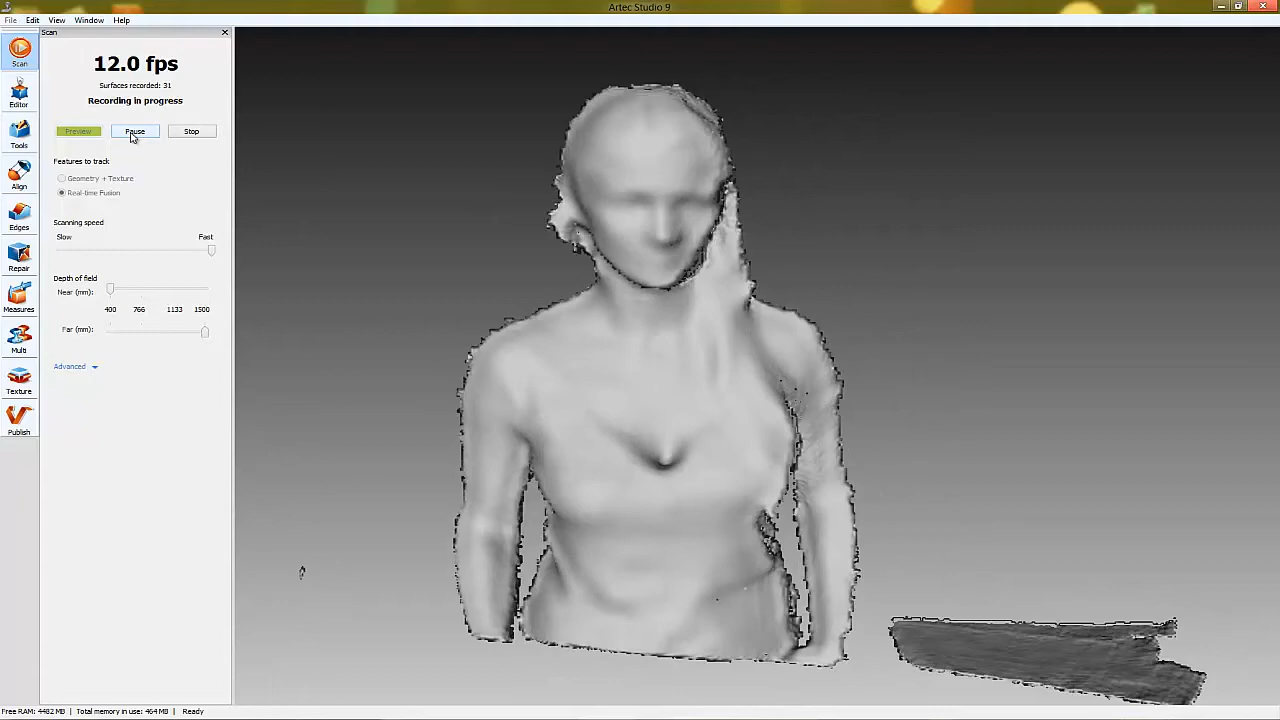 Artec Studio 9
File Edit View Window Help
Scan
12.0 fps
Surfaces recorded: 31
Recording in progress
Preview Pause Stop
Features to track
Geometry + Texture
Real-time Fusion
Scanning speed
Slow Fast
Depth of field
Near (mm):
400 766 1133 1500
Far (mm):
Advanced
Scan
Editor
Tools
Align
Edges
Repair
Measures
Multi
Texture
Publish
Free RAM: 4482 MB | Total memory in use: 464 MB | Ready